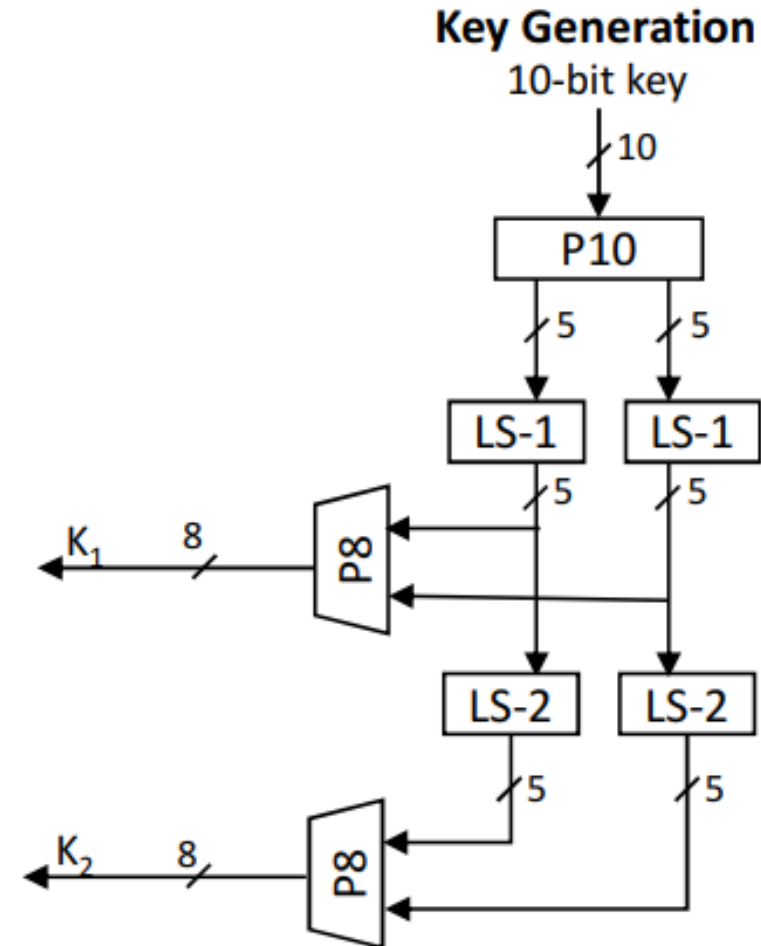 Key Generation
10-bit key
10
P10
5 5
LS-1 LS-1
5 5
K₁ 8 P8
LS-2 LS-2
5 5
K₂ 8 P8